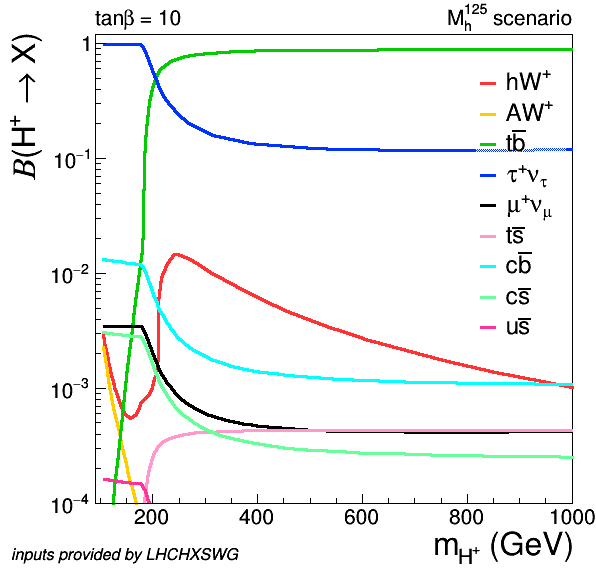 tanβ = 10
M_h^125 scenario
B(H⁺ → X)
1
10⁻¹
10⁻²
10⁻³
10⁻⁴
hW⁺
AW⁺
tb̅
τ⁺ν_τ
μ⁺ν_μ
ts̅
cb̅
cs̅
us̅
200 400 600 800 1000
m_H⁺ (GeV)
inputs provided by LHCHXSWG